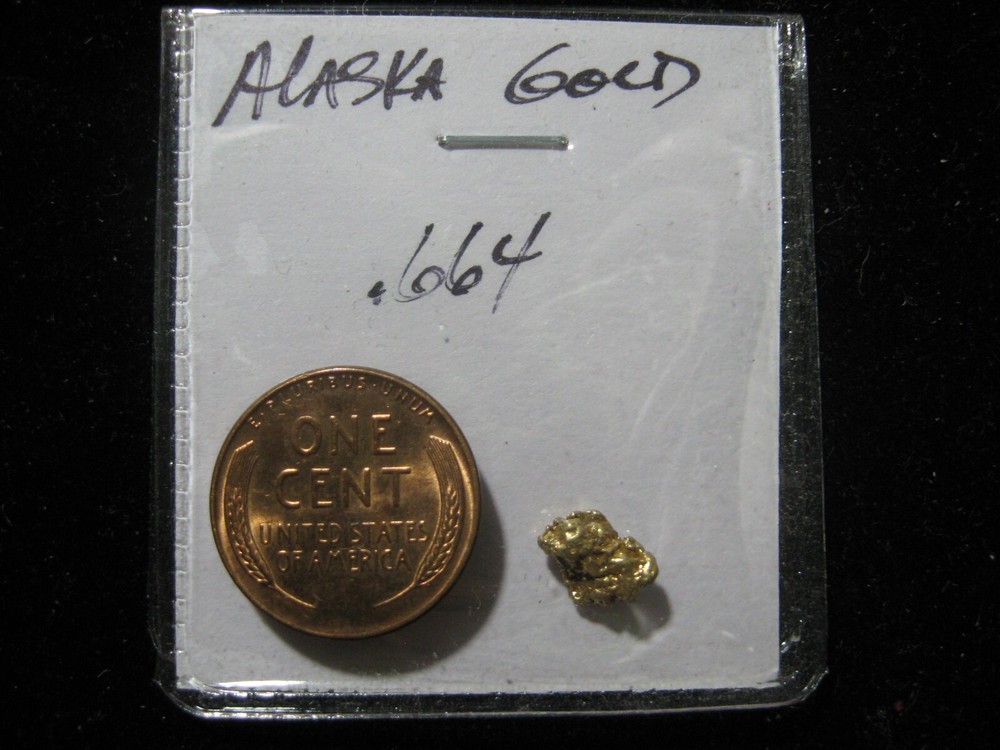 ALASKA GOLD
.664
E·PLURIBUS·UNUM
ONE
CENT
UNITED STATES
OF AMERICA